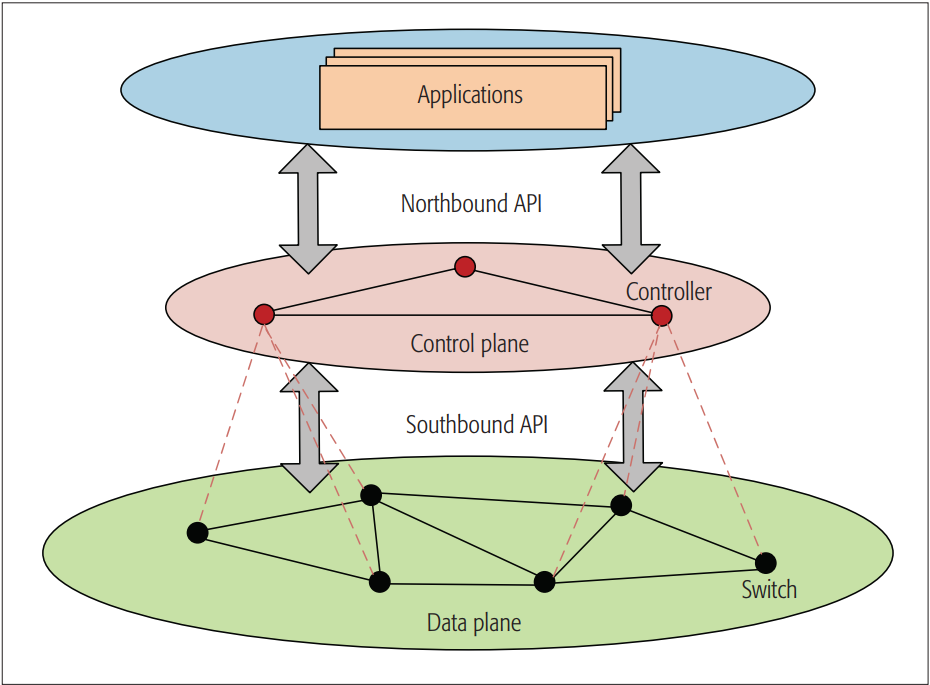 Applications
Northbound API
Controller
Control plane
Southbound API
Switch
Data plane